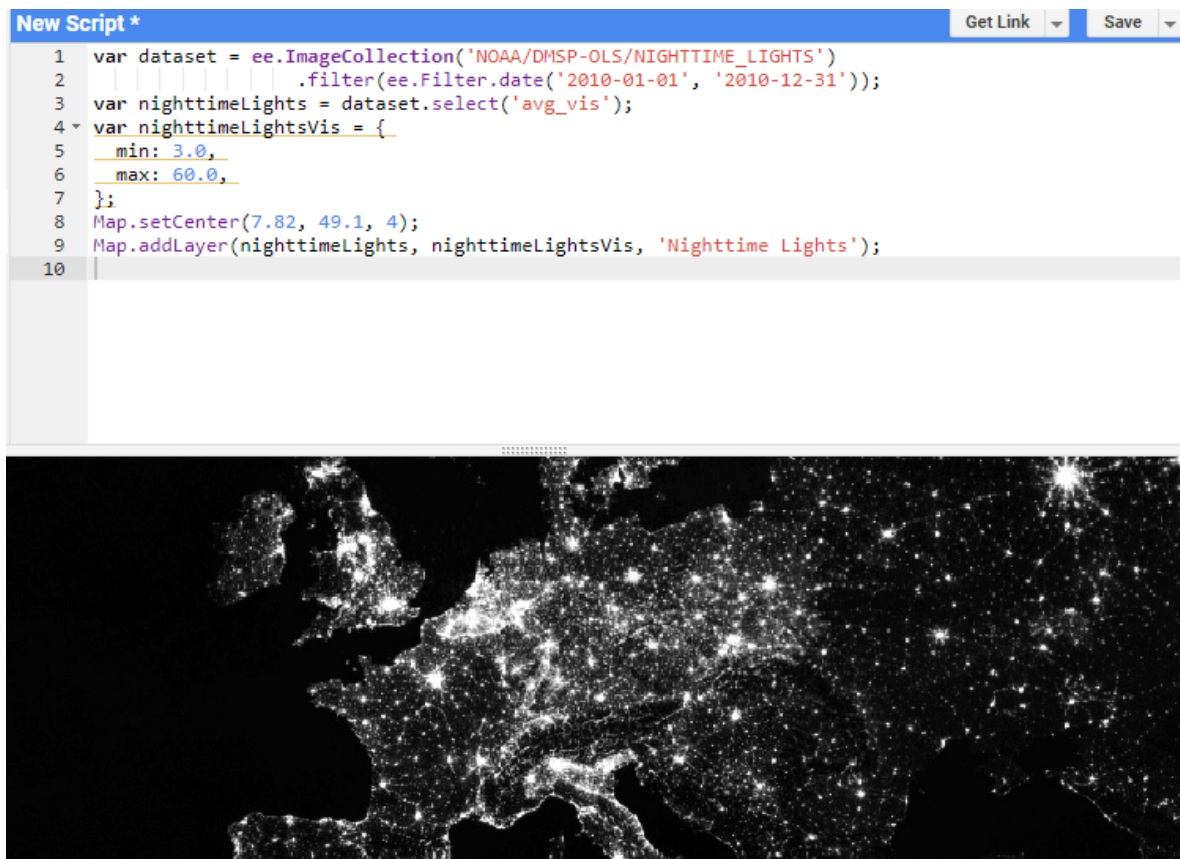 New Script *
Get Link
Save
1 var dataset = ee.ImageCollection('NOAA/DMSP-OLS/NIGHTTIME_LIGHTS')
2 .filter(ee.Filter.date('2010-01-01', '2010-12-31'));
3 var nighttimeLights = dataset.select('avg_vis');
4 var nighttimeLightsVis = {
5 min: 3.0,
6 max: 60.0,
7 };
8 Map.setCenter(7.82, 49.1, 4);
9 Map.addLayer(nighttimeLights, nighttimeLightsVis, 'Nighttime Lights');
10